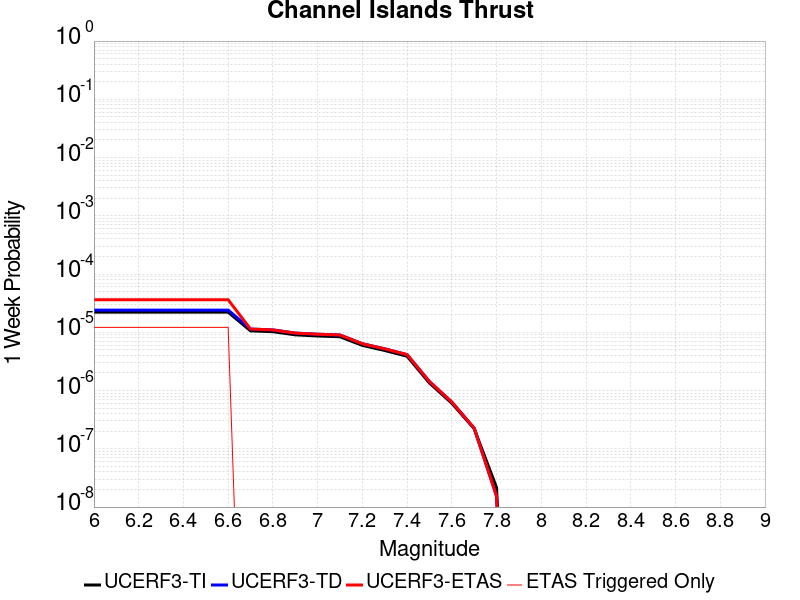 Channel Islands Thrust
10^0
10^-1
10^-2
10^-3
10^-4
10^-5
10^-6
10^-7
10^-8
1 Week Probability
6 6.2 6.4 6.6 6.8 7 7.2 7.4 7.6 7.8 8 8.2 8.4 8.6 8.8 9
Magnitude
UCERF3-TI UCERF3-TD UCERF3-ETAS ETAS Triggered Only